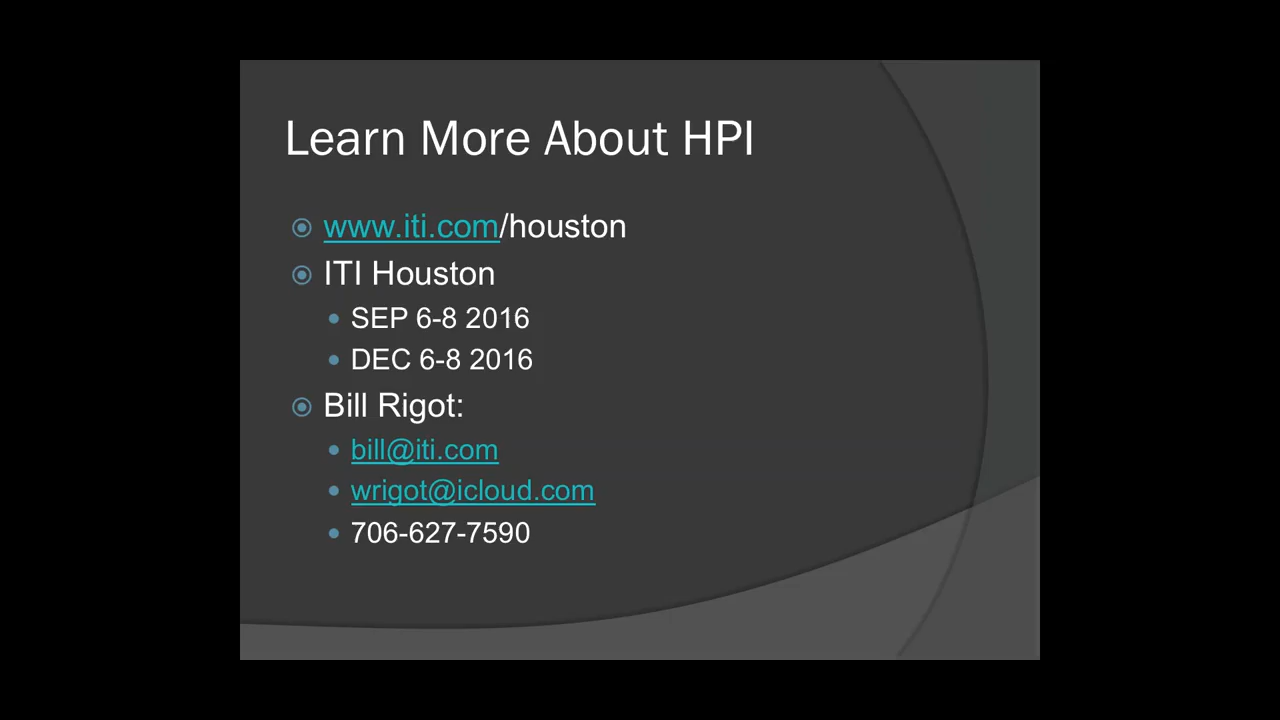 Learn More About HPI
www.iti.com/houston
ITI Houston
SEP 6-8 2016
DEC 6-8 2016
Bill Rigot:
bill@iti.com
wrigot@icloud.com
706-627-7590